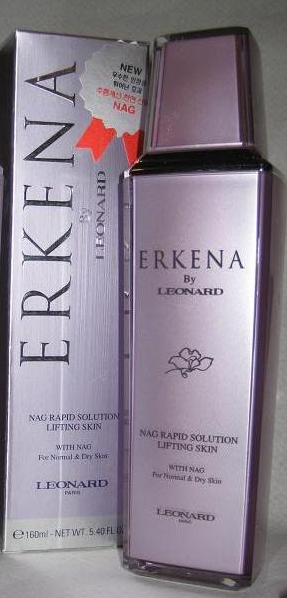 ERKENA
By
LEONARD
NEW
NAG
NAG RAPID SOLUTION
LIFTING SKIN
WITH NAG
For Normal & Dry Skin
LEONARD
PARIS
℮160ml - NET WT. 5.40 FL.OZ
ERKENA
By
LEONARD
NAG RAPID SOLUTION
LIFTING SKIN
WITH NAG
For Normal & Dry Skin
LEONARD
PARIS